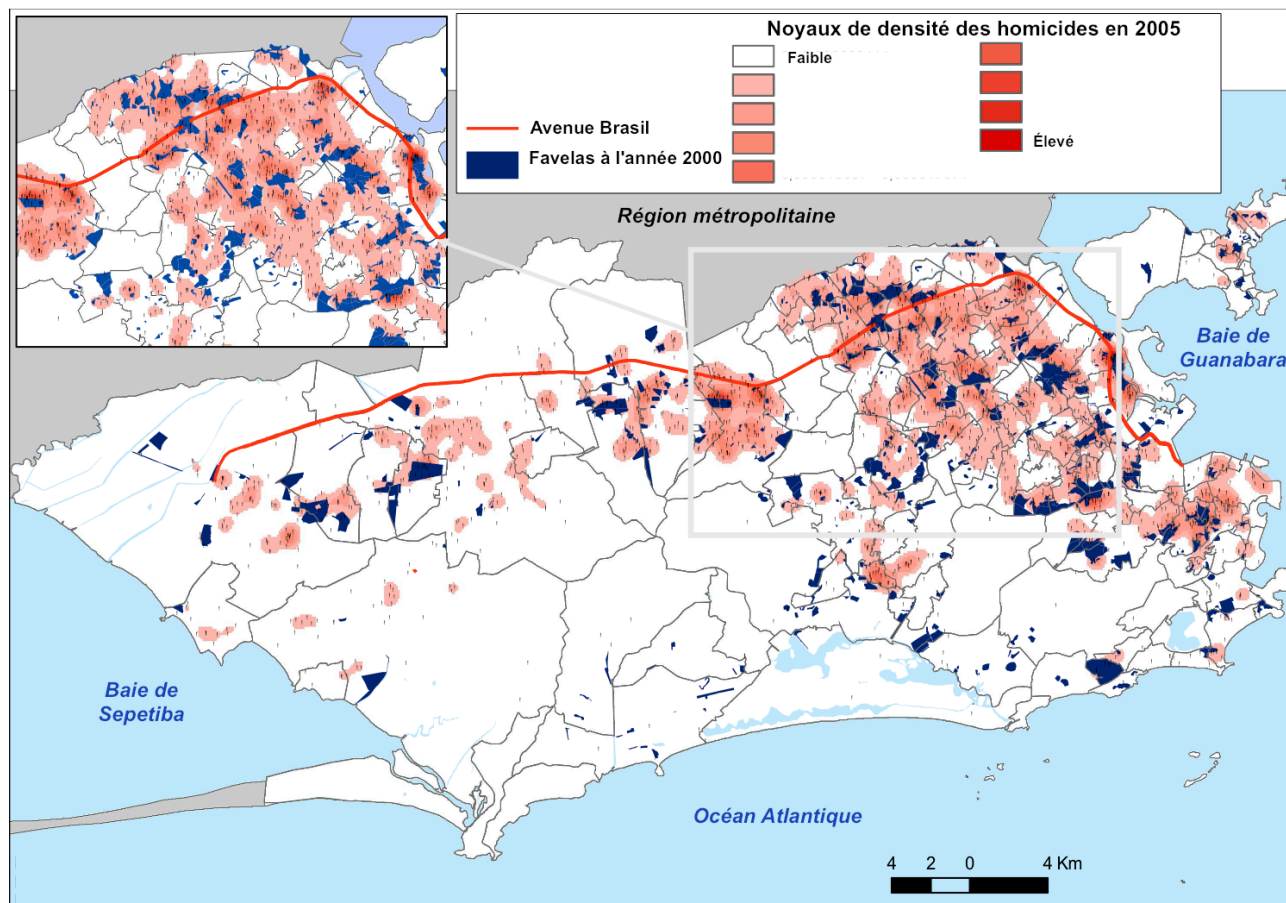 Noyaux de densité des homicides en 2005
Faible
Élevé
Avenue Brasil
Favelas à l'année 2000
Région métropolitaine
Baie de
Guanabara
Baie de
Sepetiba
Océan Atlantique
4 2 0 4 Km